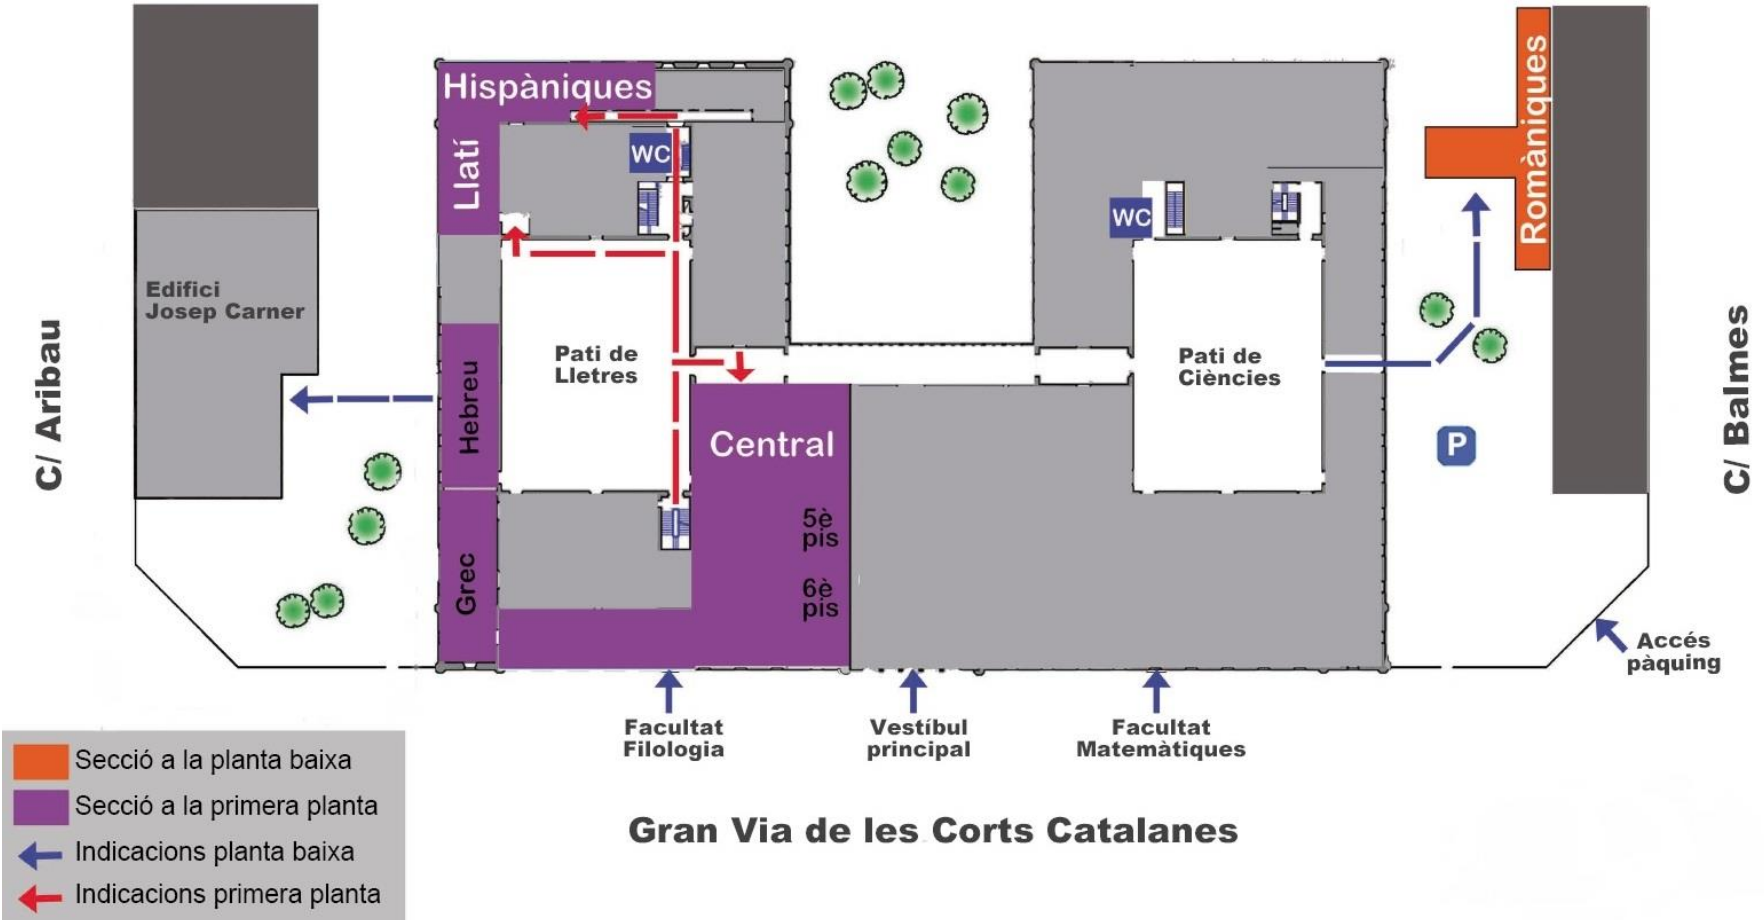 Hispàniques
Llatí
WC
WC
Romàniques
Edifici
Josep Carner
Pati de
Lletres
Pati de
Ciències
C/ Aribau
C/ Balmes
Hebreu
Central
P
5è
pis
Grec
6è
pis
Accés
pàquing
Facultat
Filologia
Vestíbul
principal
Facultat
Matemàtiques
Secció a la planta baixa
Secció a la primera planta
Indicacions planta baixa
Indicacions primera planta
Gran Via de les Corts Catalanes